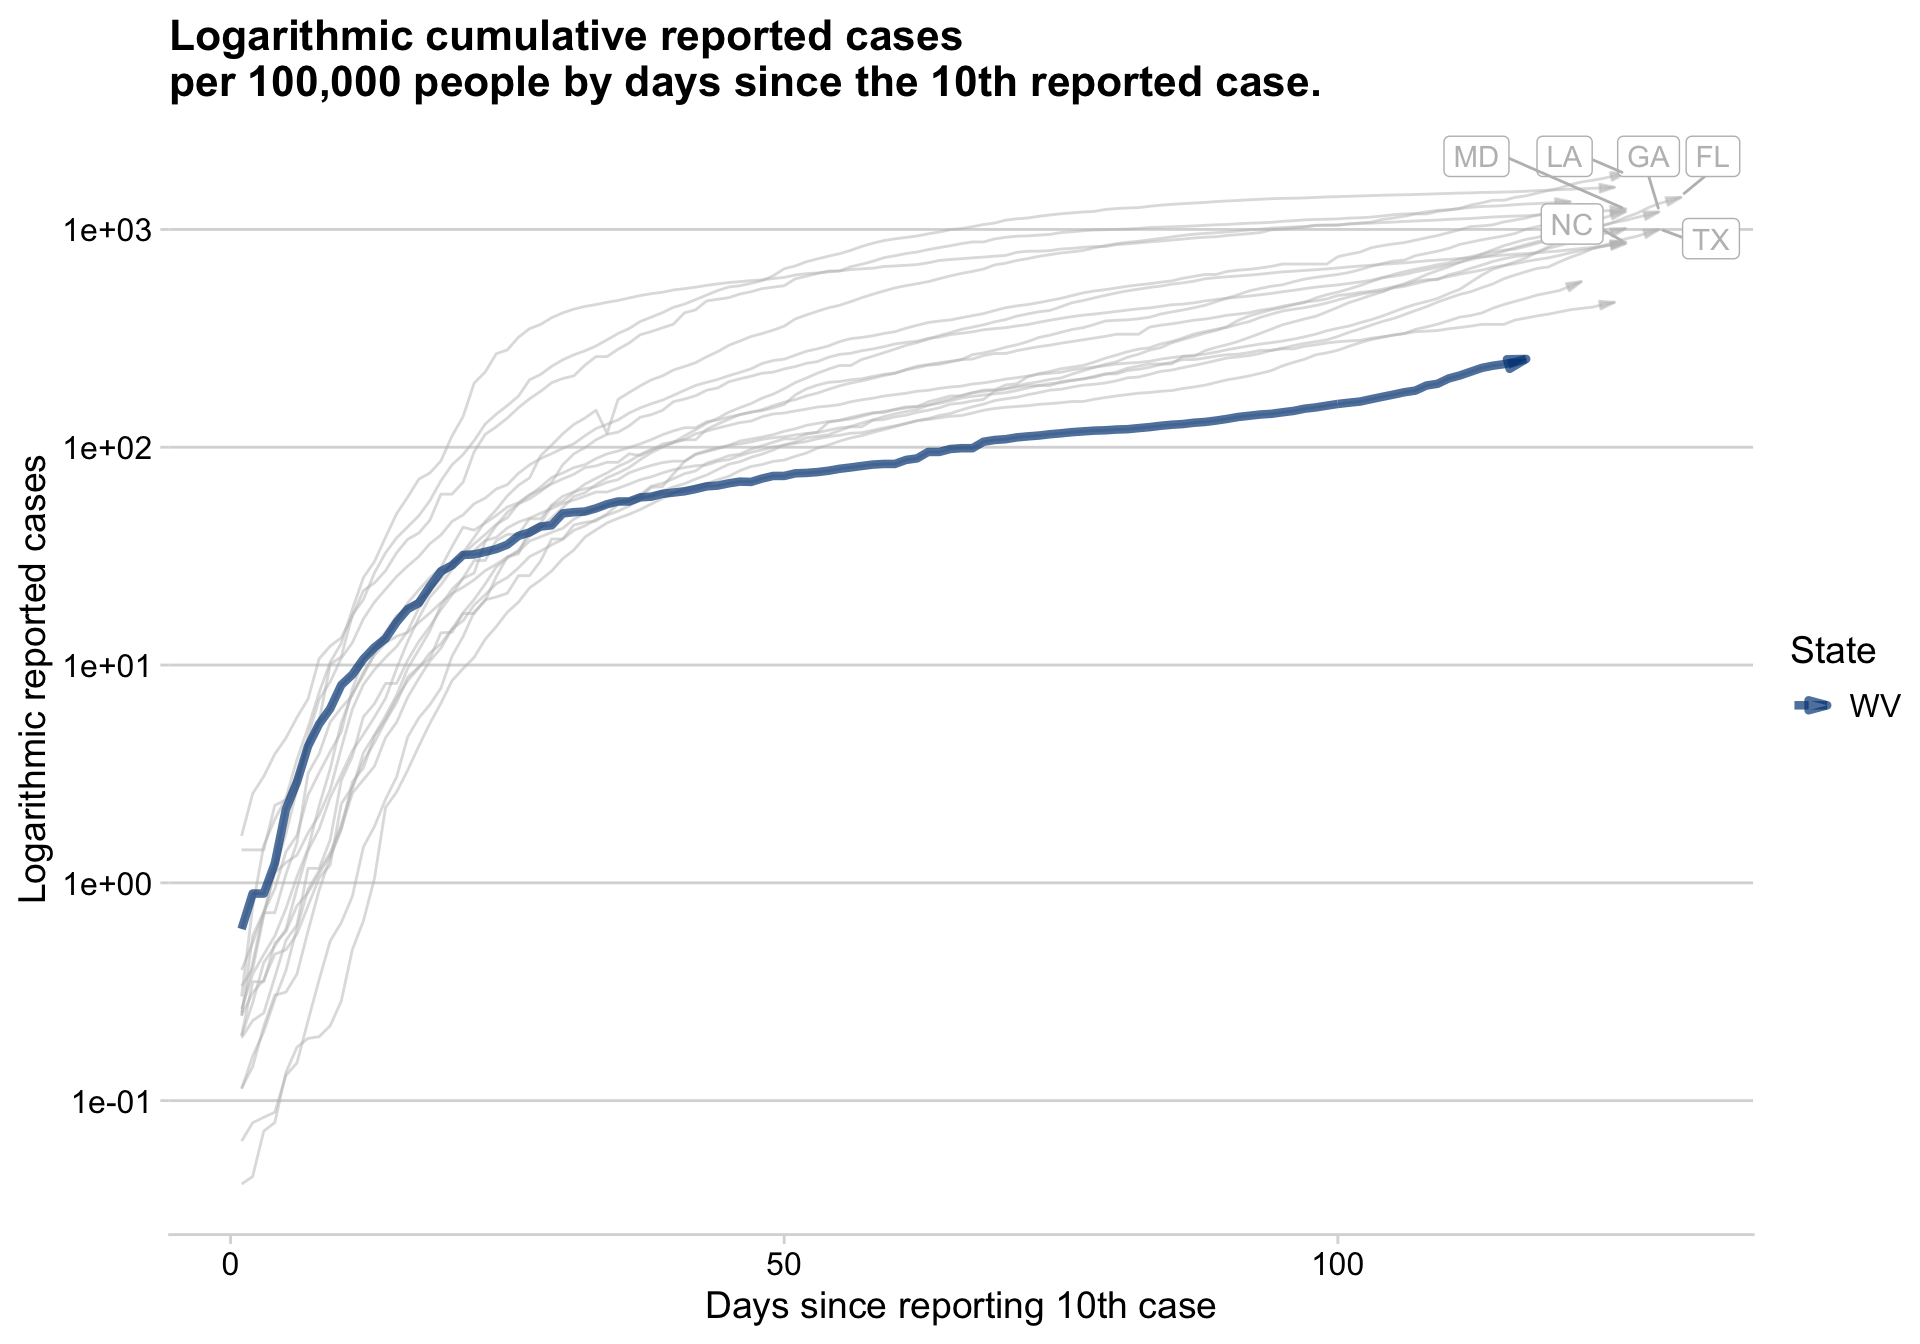 Logarithmic cumulative reported cases
per 100,000 people by days since the 10th reported case.
MD
LA
GA
FL
NC
TX
1e+03
1e+02
1e+01
1e+00
1e-01
Logarithmic reported cases
0
50
100
Days since reporting 10th case
State
WV